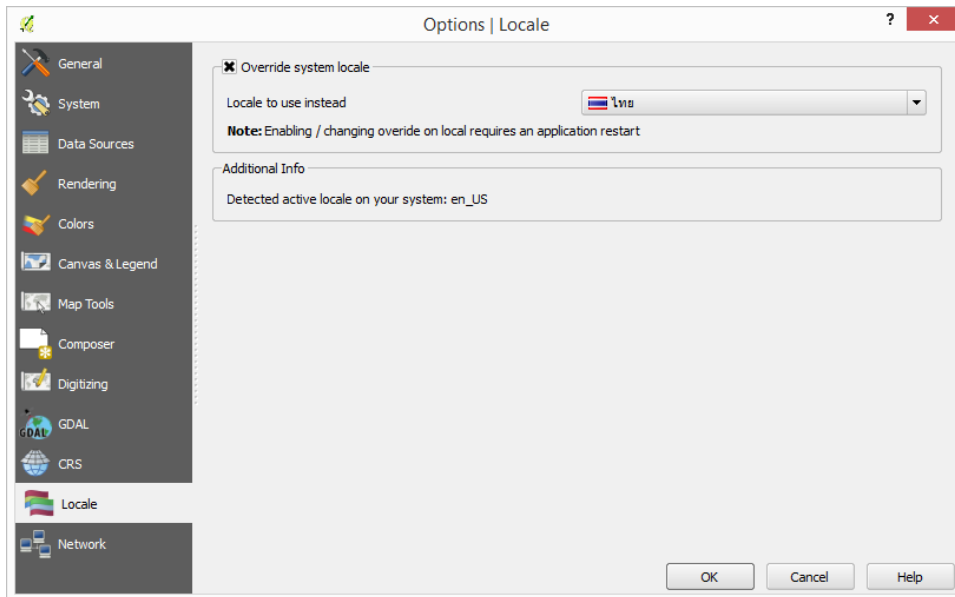 Options | Locale
?
General
System
Data Sources
Rendering
Colors
Canvas & Legend
Map Tools
Composer
Digitizing
GDAL
GDAL
CRS
Locale
Network
Override system locale
Locale to use instead
ไทย
Note: Enabling / changing overide on local requires an application restart
Additional Info
Detected active locale on your system: en_US
OK
Cancel
Help